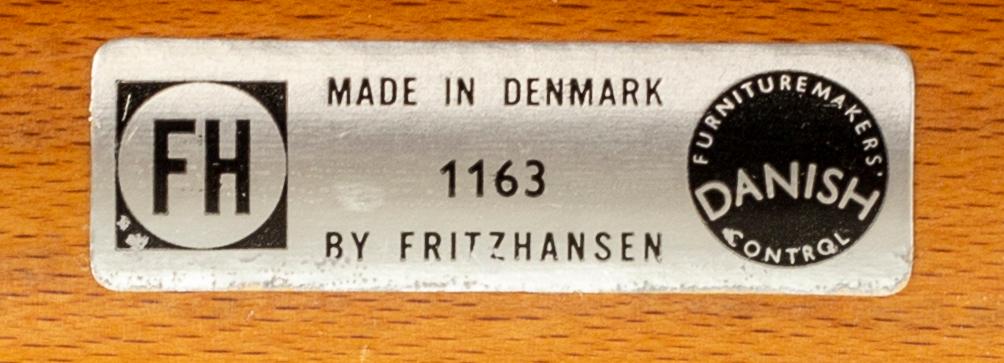 FH
MADE IN DENMARK
1163
BY FRITZHANSEN
FURNITUREMAKERS'
DANISH
CONTROL